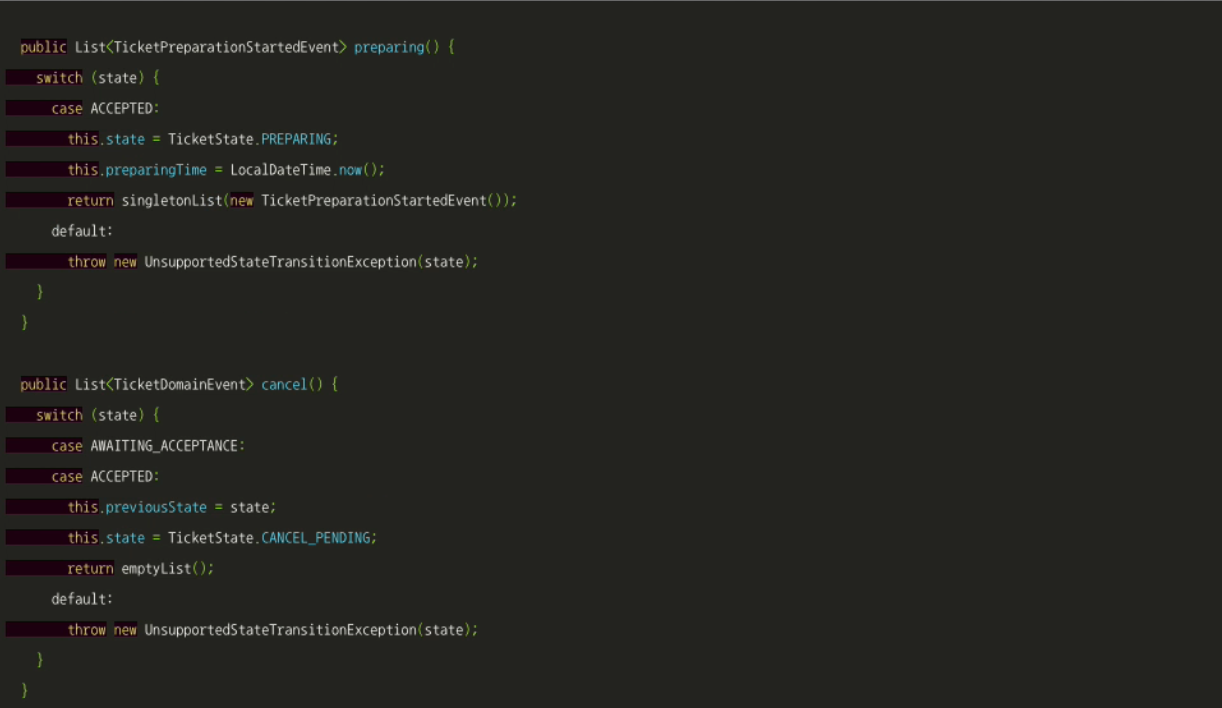 public List<TicketPreparationStartedEvent> preparing() {
switch (state) {
case ACCEPTED:
this.state = TicketState.PREPARING;
this.preparingTime = LocalDateTime.now();
return singletonList(new TicketPreparationStartedEvent());
default:
throw new UnsupportedStateTransitionException(state);
}
}
public List<TicketDomainEvent> cancel() {
switch (state) {
case AWAITING_ACCEPTANCE:
case ACCEPTED:
this.previousState = state;
this.state = TicketState.CANCEL_PENDING;
return emptyList();
default:
throw new UnsupportedStateTransitionException(state);
}
}